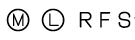 Ⓜ Ⓛ R F S